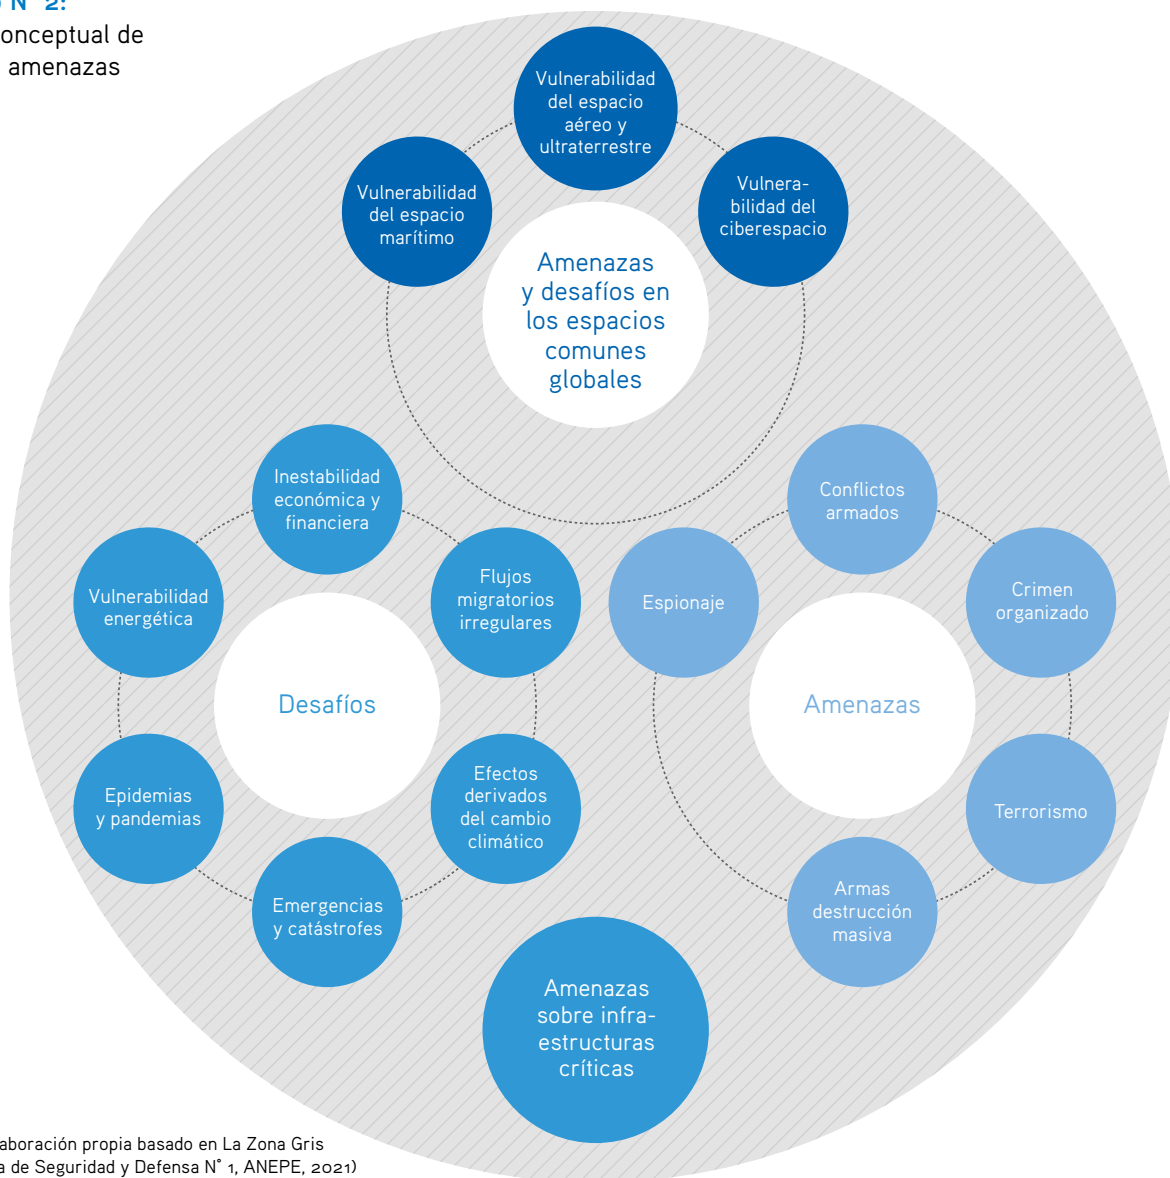 N° 2:
onceptual de
amenazas
Vulnerabilidad
del espacio
aéreo y
ultraterrestre
Vulnerabilidad
del espacio
marítimo
Vulnera-
bilidad del
ciberespacio
Amenazas
y desafíos en
los espacios
comunes
globales
Inestabilidad
económica y
financiera
Vulnerabilidad
energética
Flujos
migratorios
irregulares
Desafíos
Epidemias
y pandemias
Efectos
derivados
del cambio
climático
Emergencias
y catástrofes
Conflictos
armados
Espionaje
Crimen
organizado
Amenazas
Terrorismo
Armas
destrucción
masiva
Amenazas
sobre infra-
estructuras
críticas
aboración propia basado en La Zona Gris
a de Seguridad y Defensa N° 1, ANEPE, 2021)